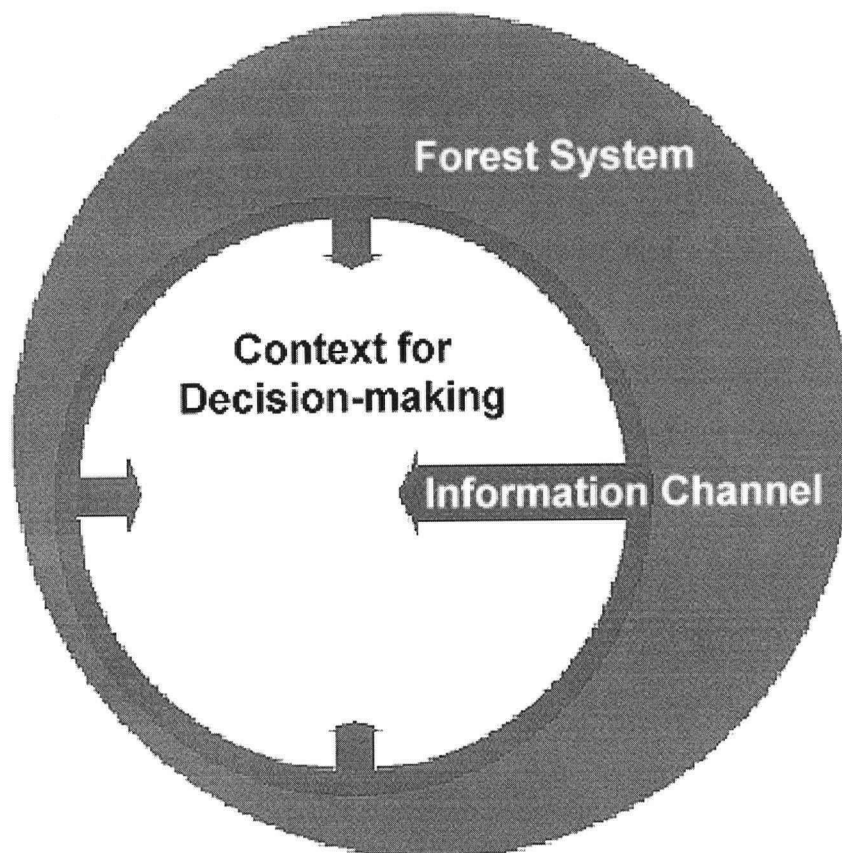 Forest System
Context for
Decision-making
Information Channel